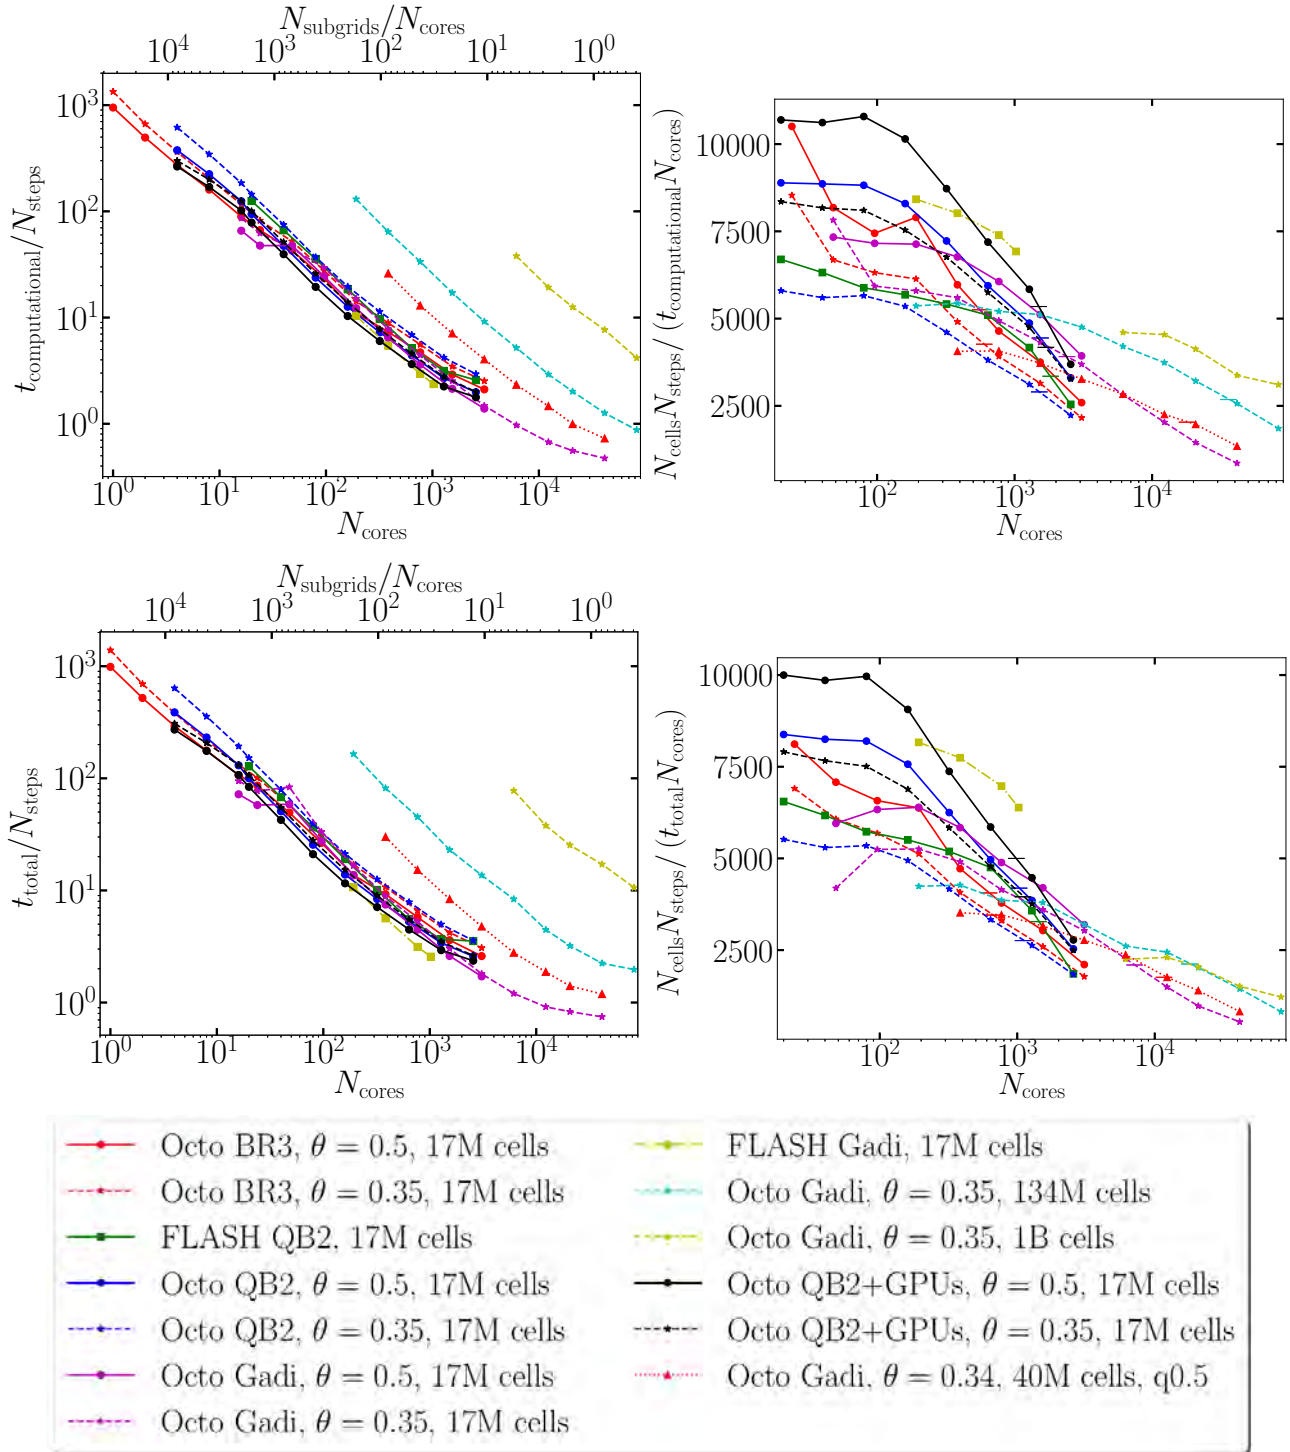 N_subgrids/N_cores
10^4 10^3 10^2 10^1 10^0
t_computational/N_steps
10^3
10^2
10^1
10^0
10^0 10^1 10^2 10^3 10^4
N_cores
N_cells N_steps / (t_computational N_cores)
10000
7500
5000
2500
10^2 10^3 10^4
N_cores
N_subgrids/N_cores
10^4 10^3 10^2 10^1 10^0
t_total/N_steps
10^3
10^2
10^1
10^0
10^0 10^1 10^2 10^3 10^4
N_cores
N_cells N_steps / (t_total N_cores)
10000
7500
5000
2500
10^2 10^3 10^4
N_cores
Octo BR3, θ = 0.5, 17M cells
Octo BR3, θ = 0.35, 17M cells
FLASH QB2, 17M cells
Octo QB2, θ = 0.5, 17M cells
Octo QB2, θ = 0.35, 17M cells
Octo Gadi, θ = 0.5, 17M cells
Octo Gadi, θ = 0.35, 17M cells
FLASH Gadi, 17M cells
Octo Gadi, θ = 0.35, 134M cells
Octo Gadi, θ = 0.35, 1B cells
Octo QB2+GPUs, θ = 0.5, 17M cells
Octo QB2+GPUs, θ = 0.35, 17M cells
Octo Gadi, θ = 0.34, 40M cells, q0.5